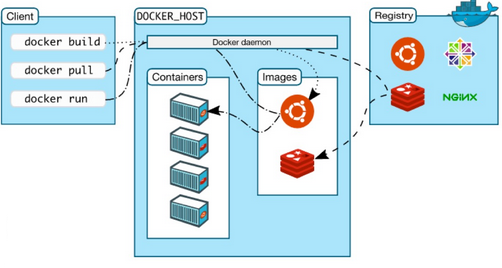 Client
docker build
docker pull
docker run
DOCKER_HOST
Docker daemon
Containers
Images
Registry
NGINX